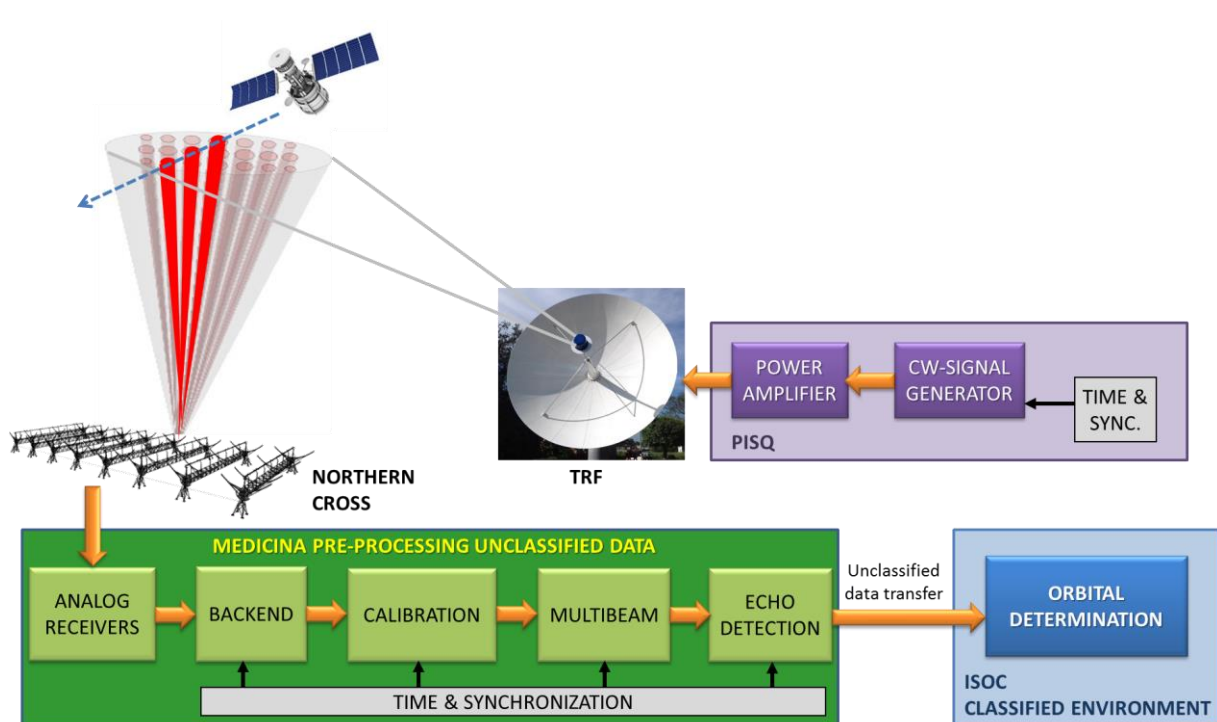 POWER
AMPLIFIER
CW-SIGNAL
GENERATOR
TIME &
SYNC.
PISQ
NORTHERN
CROSS
TRF
MEDICINA PRE-PROCESSING UNCLASSIFIED DATA
ANALOG
RECEIVERS
BACKEND
CALIBRATION
MULTIBEAM
ECHO
DETECTION
TIME & SYNCHRONIZATION
Unclassified
data transfer
ORBITAL
DETERMINATION
ISOC
CLASSIFIED ENVIRONMENT